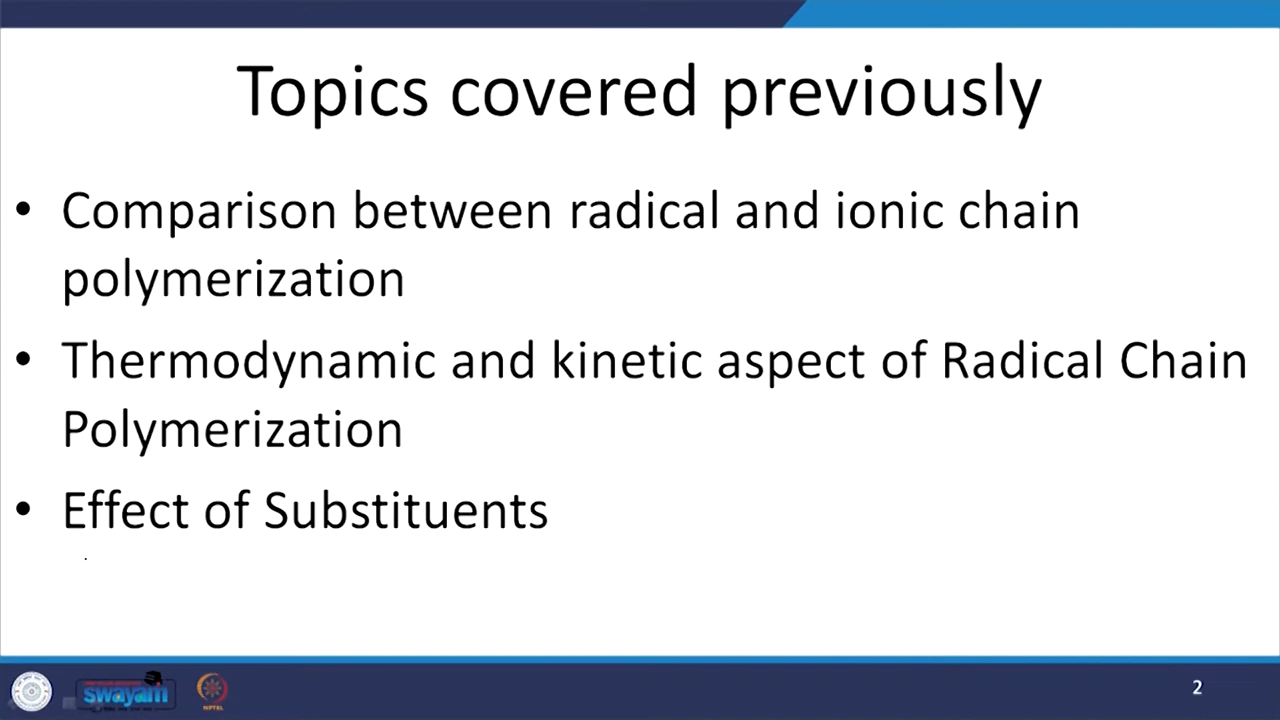 Topics covered previously
• Comparison between radical and ionic chain
polymerization
• Thermodynamic and kinetic aspect of Radical Chain
Polymerization
• Effect of Substituents
swayam
NPTEL
2